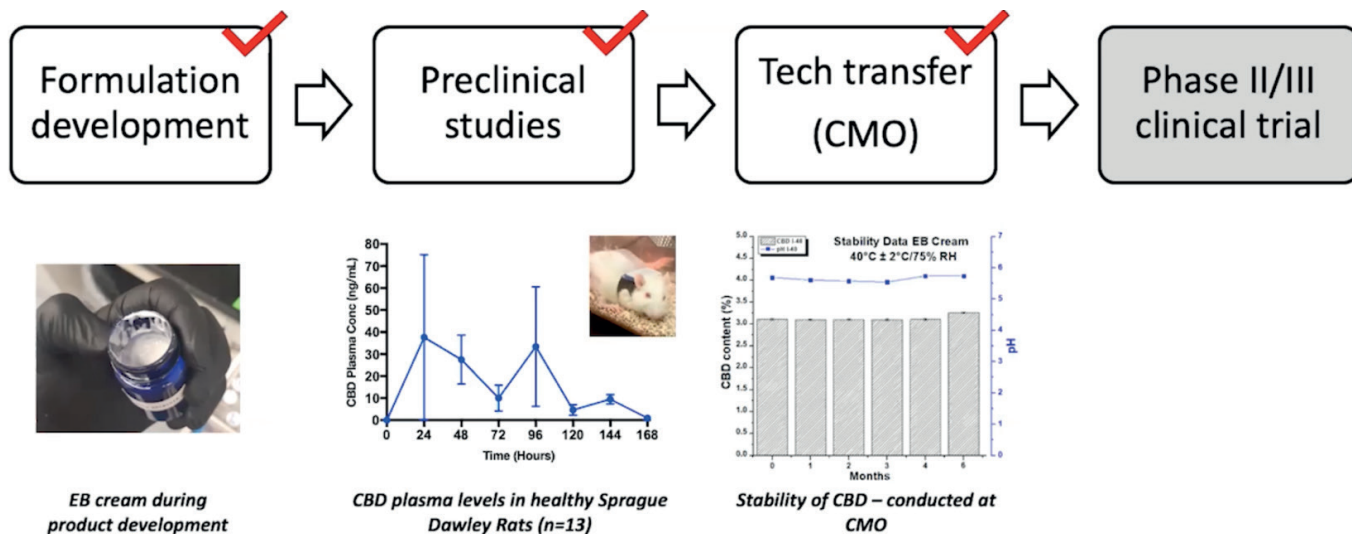 Formulation
development
Preclinical
studies
Tech transfer
(CMO)
Phase II/III
clinical trial
CBD Plasma Conc (ng/mL)
80
70
60
50
40
30
20
10
0
0 24 48 72 96 120 144 168
Time (Hours)
CBD content (%)
5.0
4.5
4.0
3.5
3.0
2.5
2.0
1.5
1.0
0.5
0.0
Stability Data EB Cream
40°C ± 2°C/75% RH
7
6
5
4
3
2
1
0
pH
0 1 2 3 4 6
Months
EB cream during
product development
CBD plasma levels in healthy Sprague
Dawley Rats (n=13)
Stability of CBD – conducted at
CMO